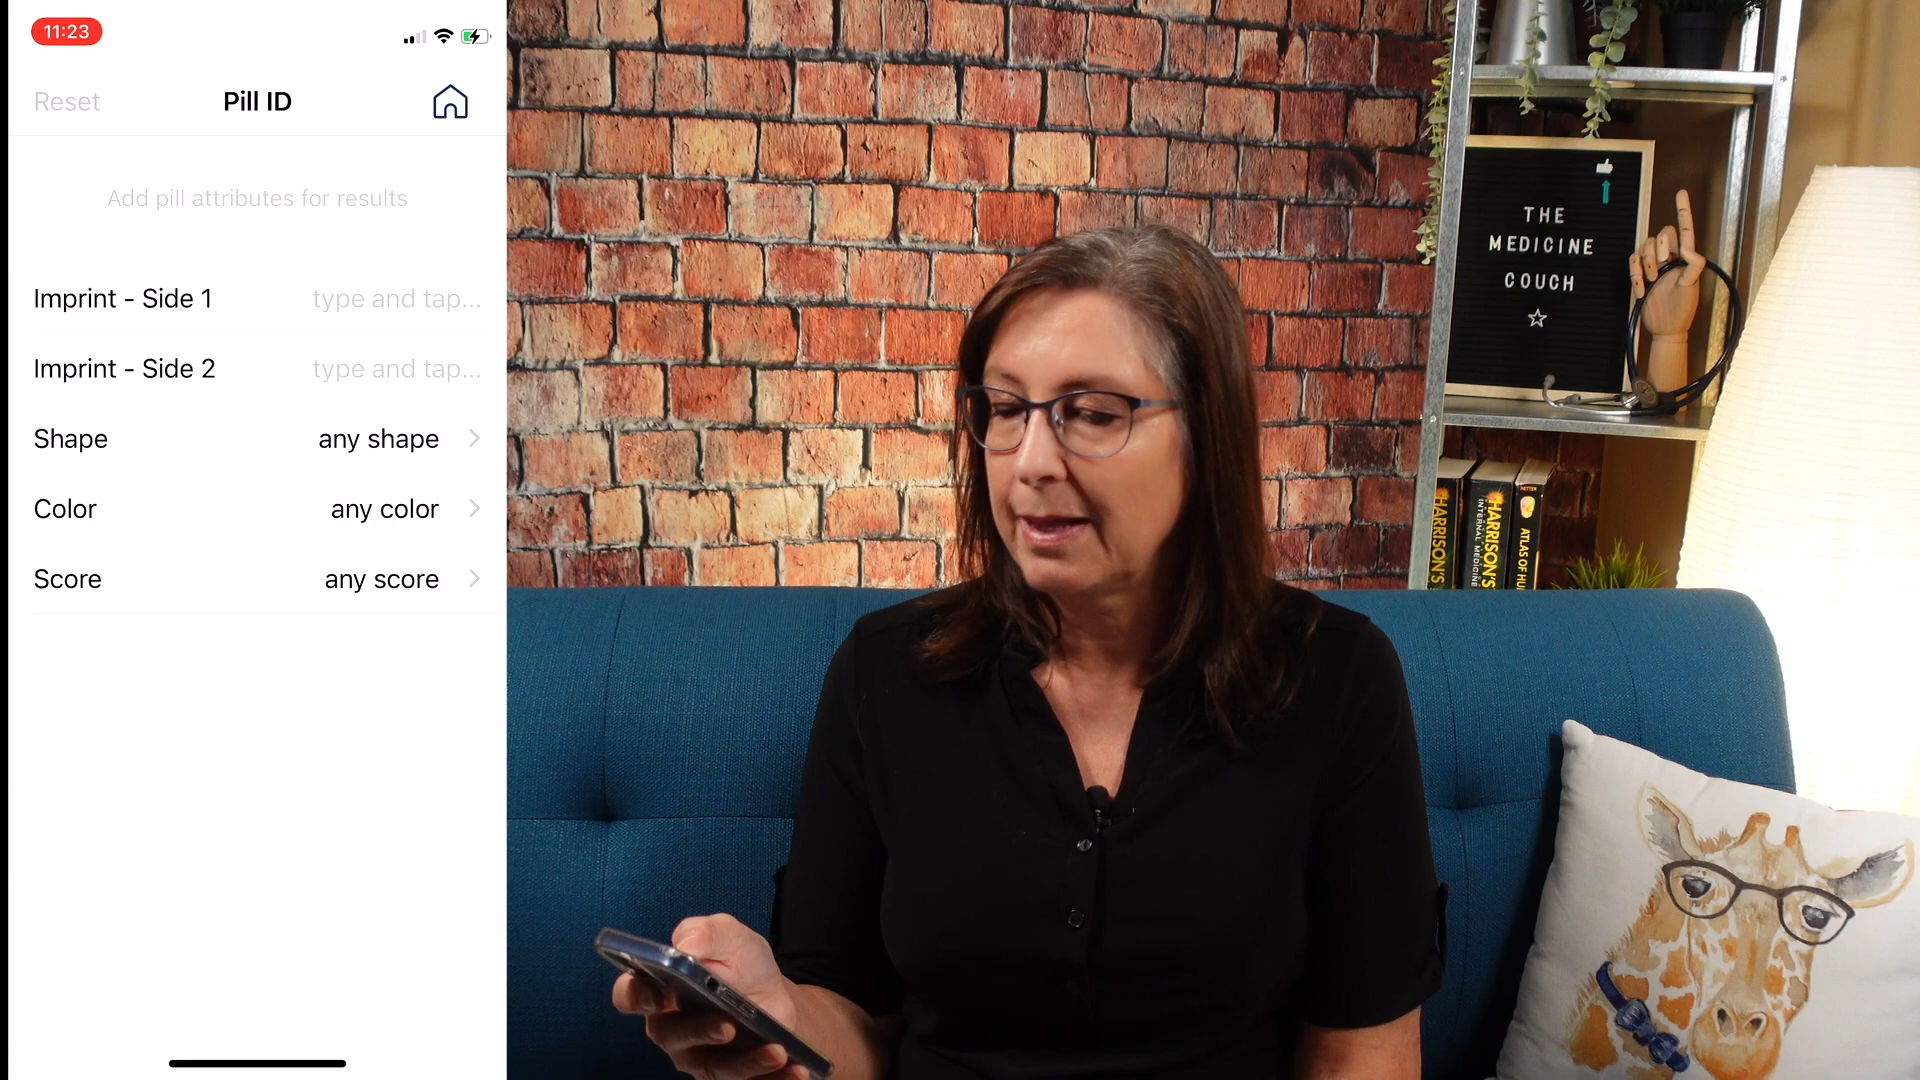 11:23
Reset
Pill ID
Add pill attributes for results
Imprint - Side 1
type and tap...
Imprint - Side 2
type and tap...
Shape
any shape
Color
any color
Score
any score
THE
MEDICINE
COUCH
HARRISON'S
HARRISON'S
INTERNAL MEDICINE
NETTER
ATLAS OF HU